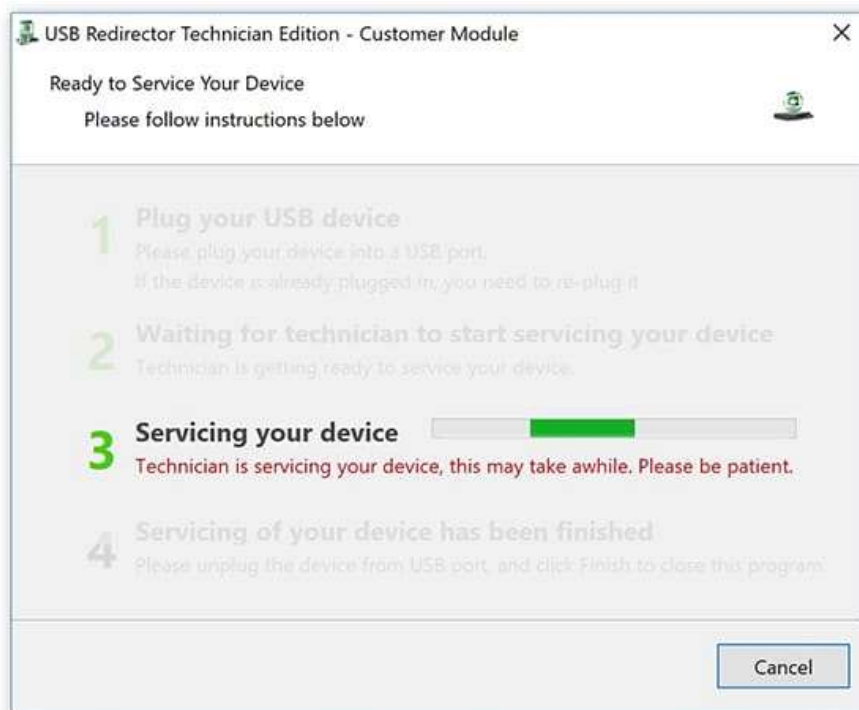 USB Redirector Technician Edition - Customer Module
Ready to Service Your Device
Please follow instructions below
1
Plug your USB device
Please plug your device into a USB port.
If the device is already plugged in, you need to re-plug it
2
Waiting for technician to start servicing your device
Technician is getting ready to service your device.
3
Servicing your device
Technician is servicing your device, this may take awhile. Please be patient.
4
Servicing of your device has been finished
Please unplug the device from USB port, and click Finish to close this program.
Cancel